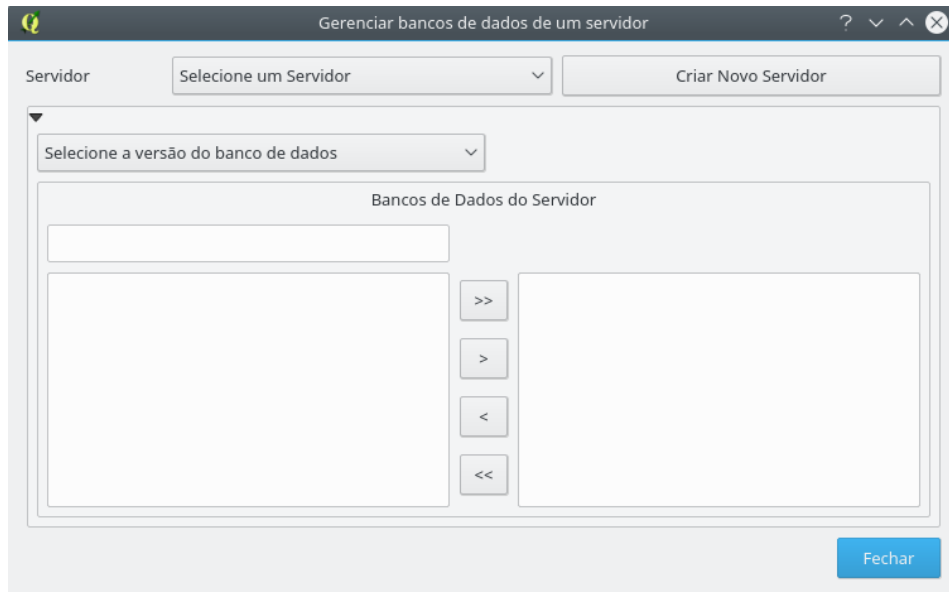 Gerenciar bancos de dados de um servidor
?
Servidor
Selecione um Servidor
Criar Novo Servidor
Selecione a versão do banco de dados
Bancos de Dados do Servidor
>>
>
<
<<
Fechar